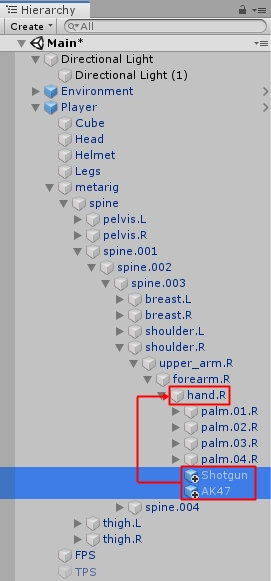 Hierarchy
Create
All
Main*
Directional Light
Directional Light (1)
Environment
Player
Cube
Head
Helmet
Legs
metarig
spine
pelvis.L
pelvis.R
spine.001
spine.002
spine.003
breast.L
breast.R
shoulder.L
shoulder.R
upper_arm.R
forearm.R
hand.R
palm.01.R
palm.02.R
palm.03.R
palm.04.R
Shotgun
AK47
spine.004
thigh.L
thigh.R
FPS
TPS